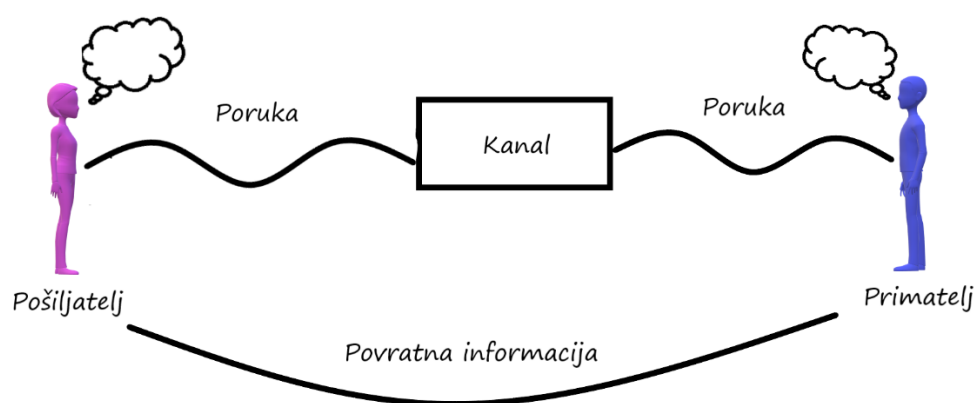 Poruka
Kanal
Poruka
Pošiljatelj
Primatelj
Povratna informacija